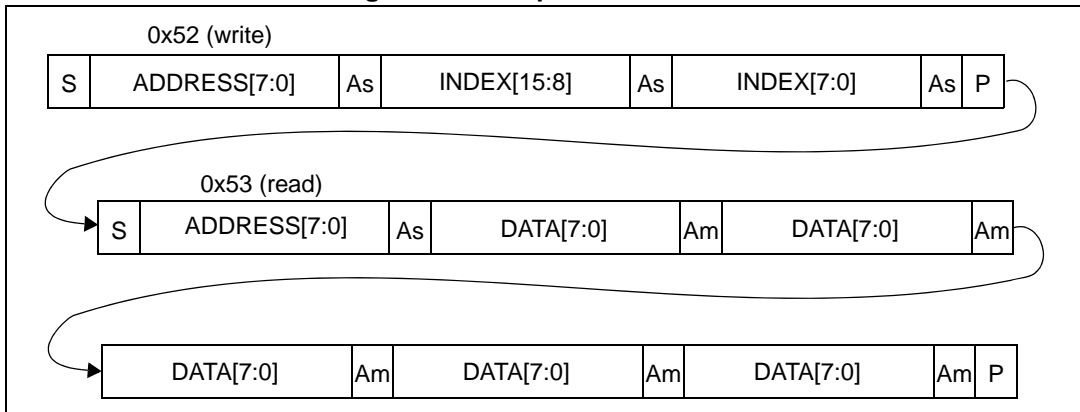 0x52 (write)
S ADDRESS[7:0] As INDEX[15:8] As INDEX[7:0] As P
0x53 (read)
S ADDRESS[7:0] As DATA[7:0] Am DATA[7:0] Am
DATA[7:0] Am DATA[7:0] Am DATA[7:0] Am P